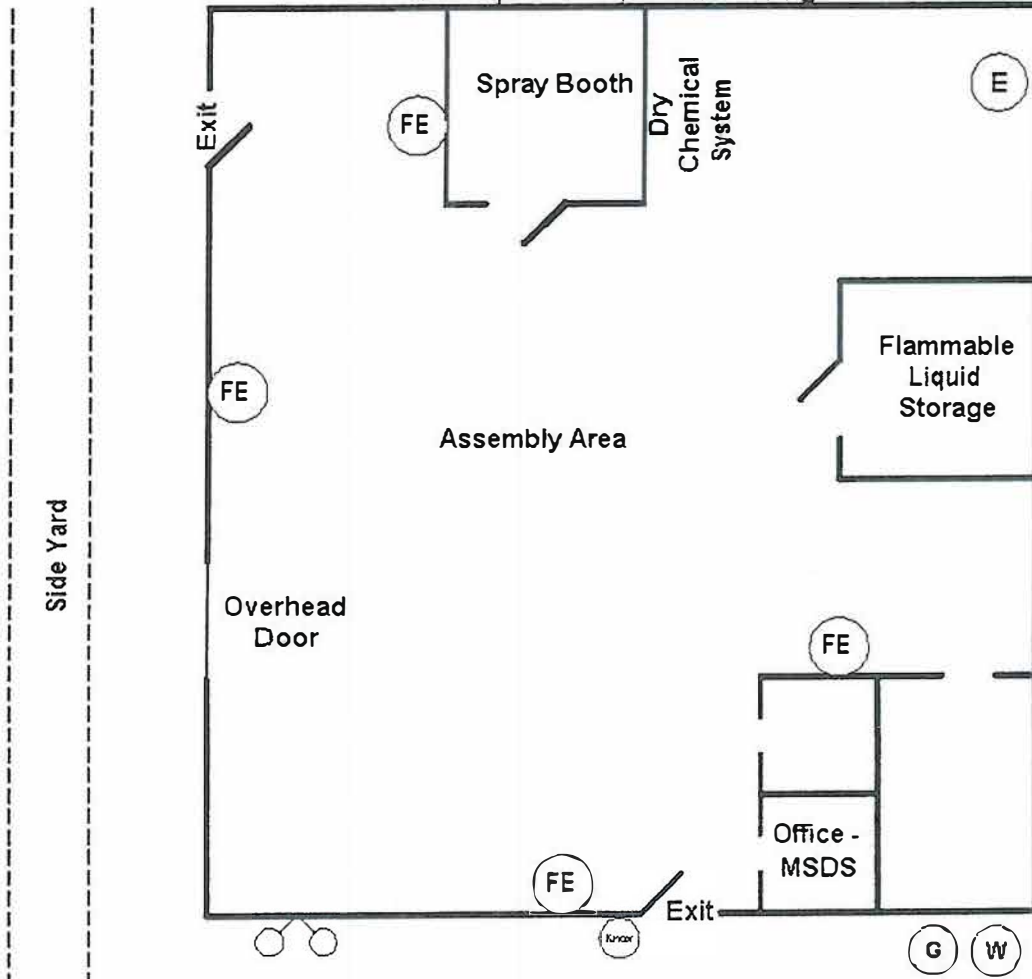 Spray Booth
Dry
Chemical
System
E
Exit
FE
Flammable
Liquid
Storage
FE
Assembly Area
Side Yard
Overhead
Door
FE
Office -
MSDS
FE
Exit
Knox
G
W